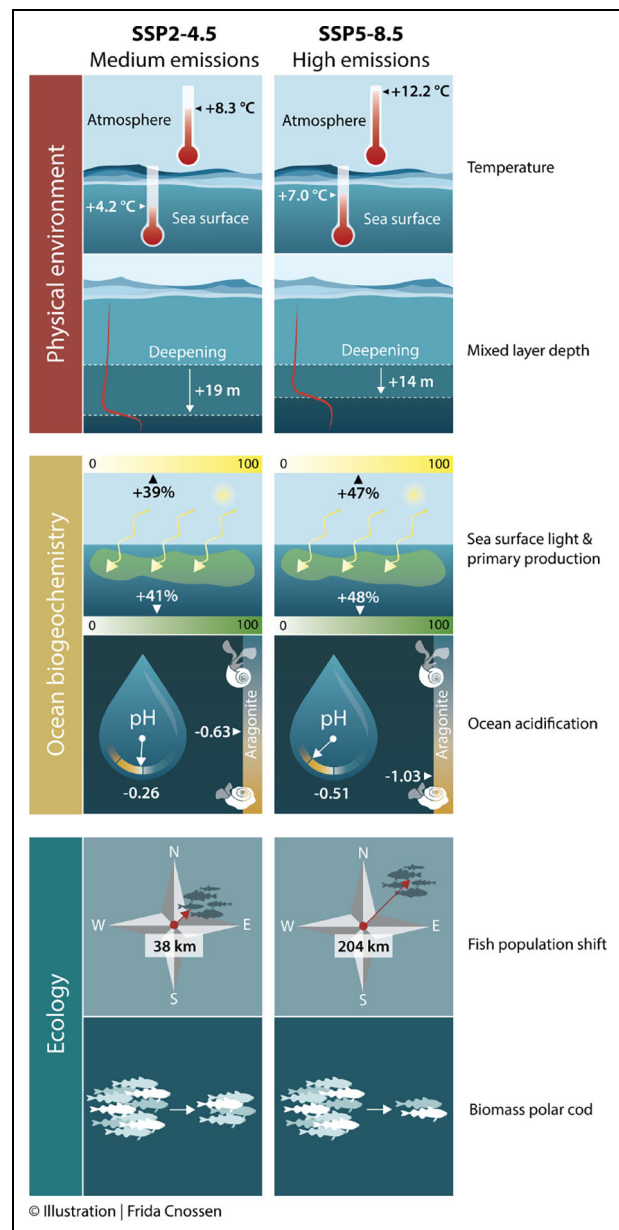 SSP2-4.5
Medium emissions
SSP5-8.5
High emissions
Physical environment
Atmosphere
+8.3 °C
+4.2 °C
Sea surface
Atmosphere
+12.2 °C
+7.0 °C
Sea surface
Temperature
Deepening
+19 m
Deepening
+14 m
Mixed layer depth
Ocean biogeochemistry
0 100
+39%
+41%
0 100
0 100
+47%
+48%
0 100
Sea surface light &
primary production
pH
-0.26
-0.63
Aragonite
pH
-0.51
-1.03
Aragonite
Ocean acidification
Ecology
N
W E
38 km
S
N
W E
204 km
S
Fish population shift
Biomass polar cod
© Illustration | Frida Cnossen